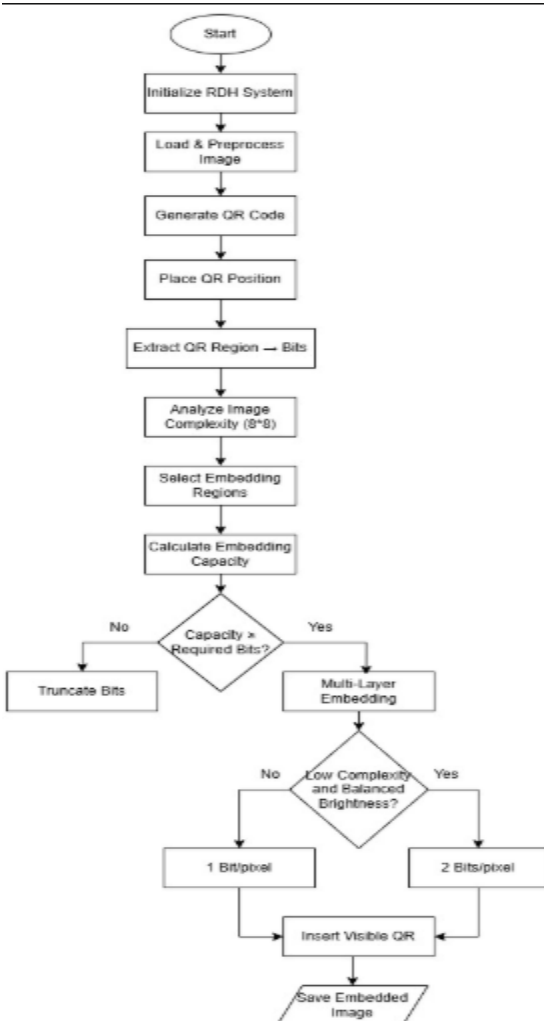 Start
Initialize RDH System
Load & Preprocess
Image
Generate QR Code
Place QR Position
Extract QR Region → Bits
Analyze Image
Complexity (8*8)
Select Embedding
Regions
Calculate Embedding
Capacity
No
Capacity ≥
Required Bits?
Yes
Truncate Bits
Multi-Layer
Embedding
No
Low Complexity
and Balanced
Brightness?
Yes
1 Bit/pixel
2 Bits/pixel
Insert Visible QR
Save Embedded
Image